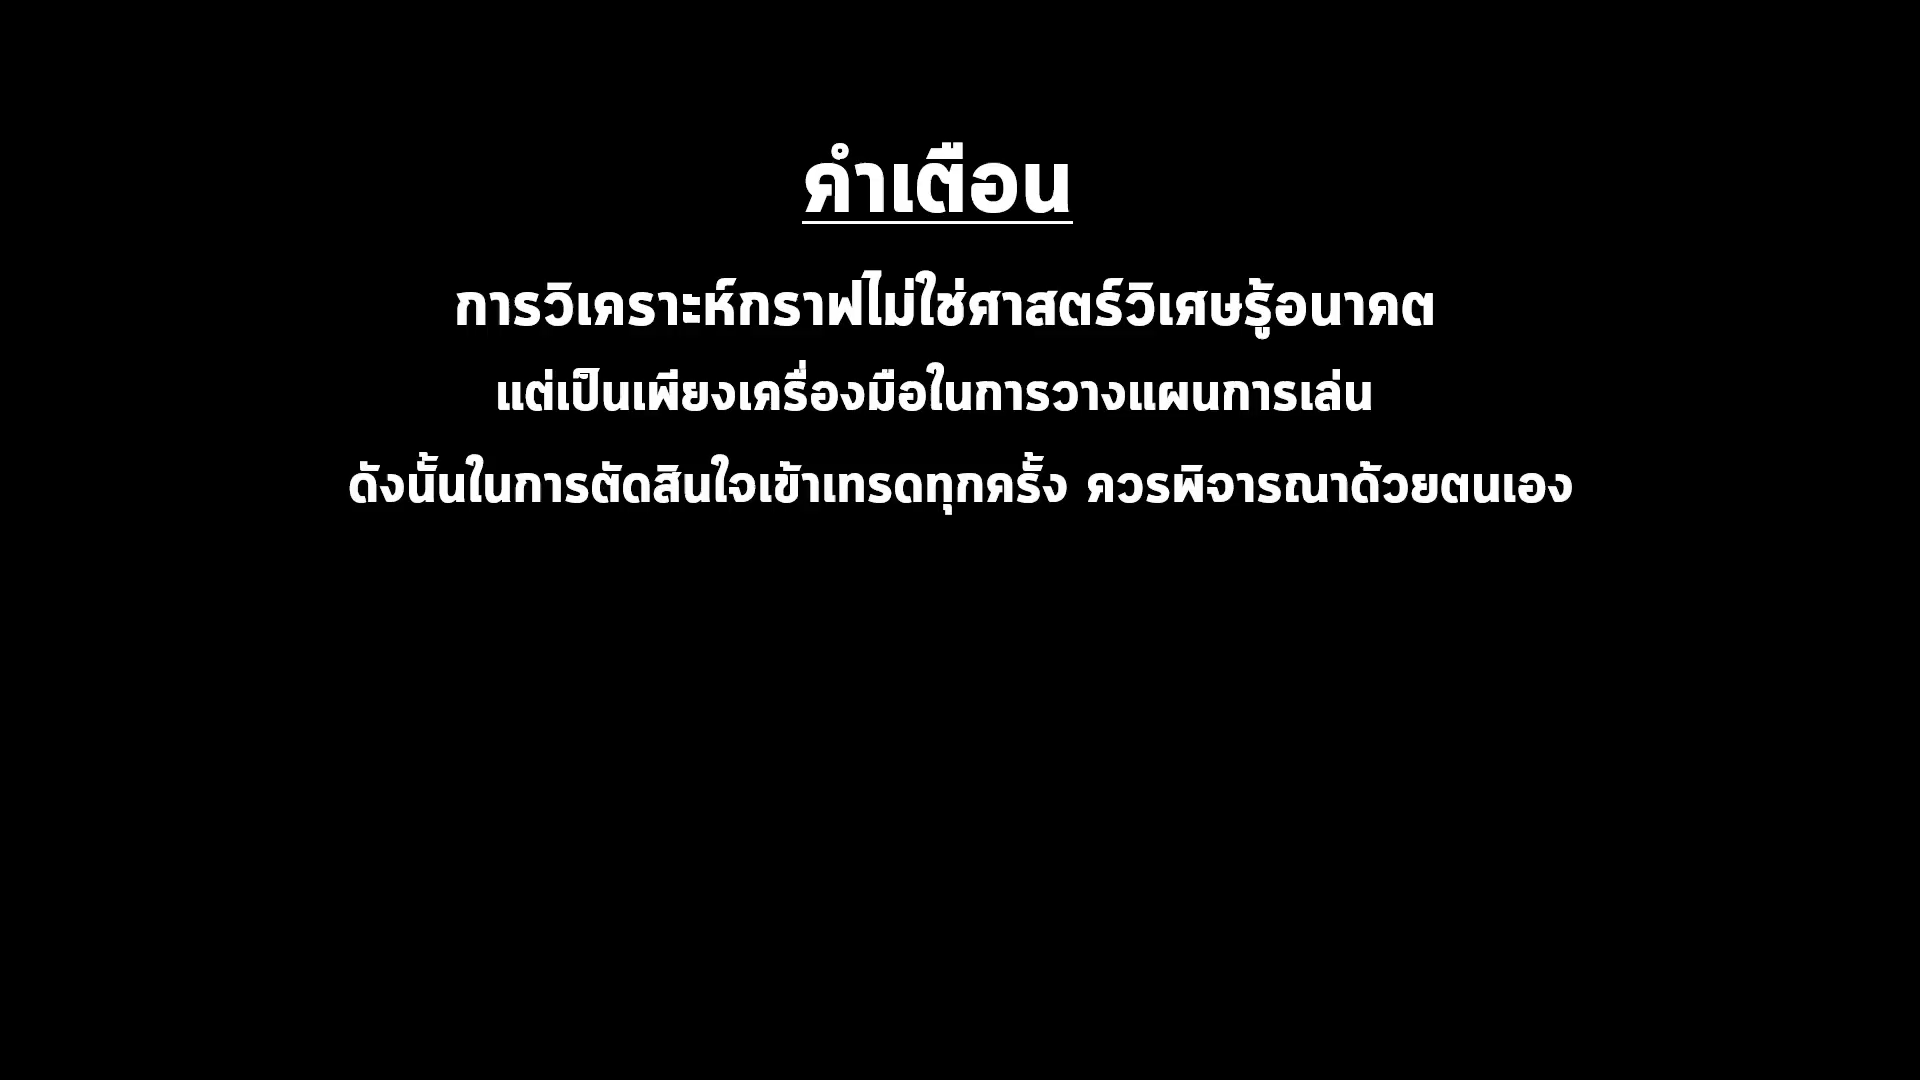 คำเตือน
การวิเคราะห์กราฟไม่ใช่ศาสตร์วิเศษรู้อนาคต
แต่เป็นเพียงเครื่องมือในการวางแผนการเล่น
ดังนั้นในการตัดสินใจเข้าเทรดทุกครั้ง ควรพิจารณาด้วยตนเอง